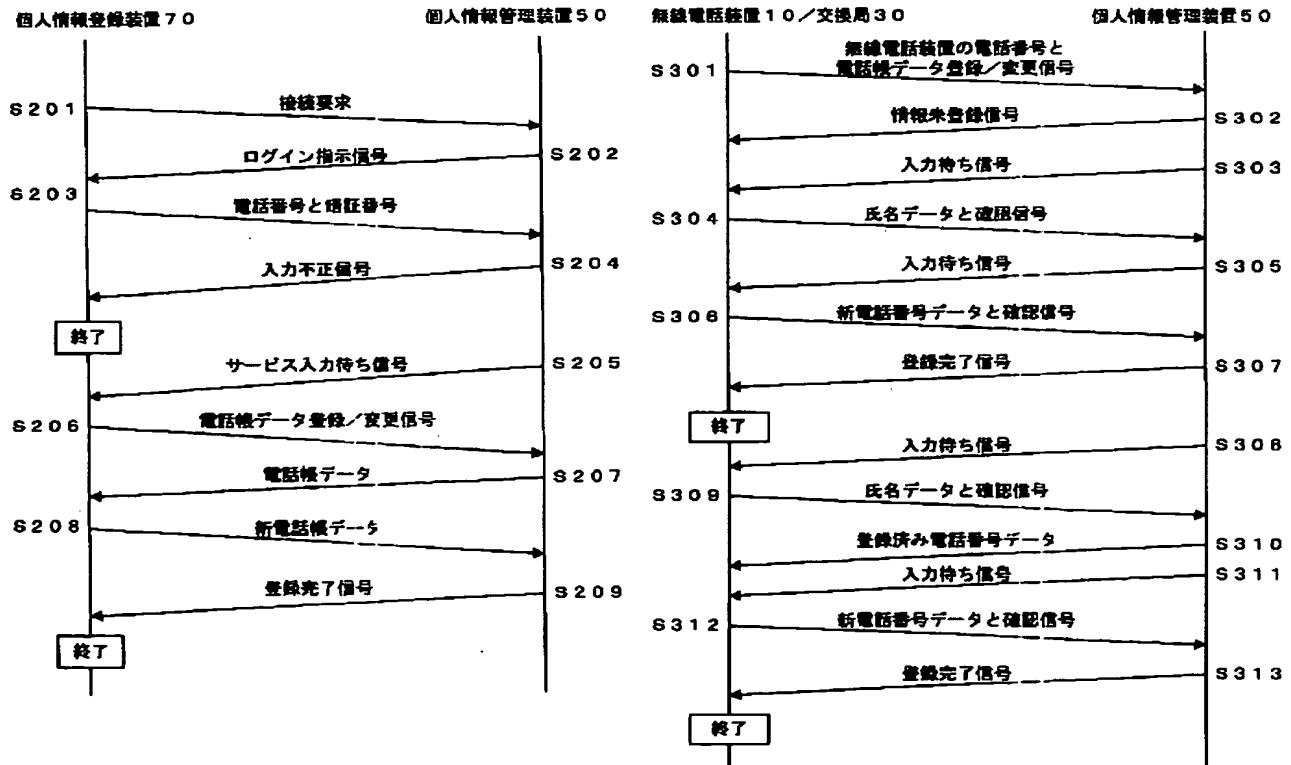 個人情報登録装置70
個人情報管理装置50
S201
接続要求
ログイン指示信号
S202
S203
電話番号と暗証番号
入力不正信号
S204
終了
サービス入力待ち信号
S205
S206
電話帳データ登録/変更信号
電話帳データ
S207
S208
新電話帳データ
登録完了信号
S209
終了
無線電話装置10/交換局30
個人情報管理装置50
無線電話装置の電話番号と
S301
電話帳データ登録/変更信号
情報未登録信号
S302
入力待ち信号
S303
S304
氏名データと確認信号
入力待ち信号
S305
S306
新電話番号データと確認信号
登録完了信号
S307
終了
入力待ち信号
S308
S309
氏名データと確認信号
登録済み電話番号データ
S310
入力待ち信号
S311
S312
新電話番号データと確認信号
登録完了信号
S313
終了